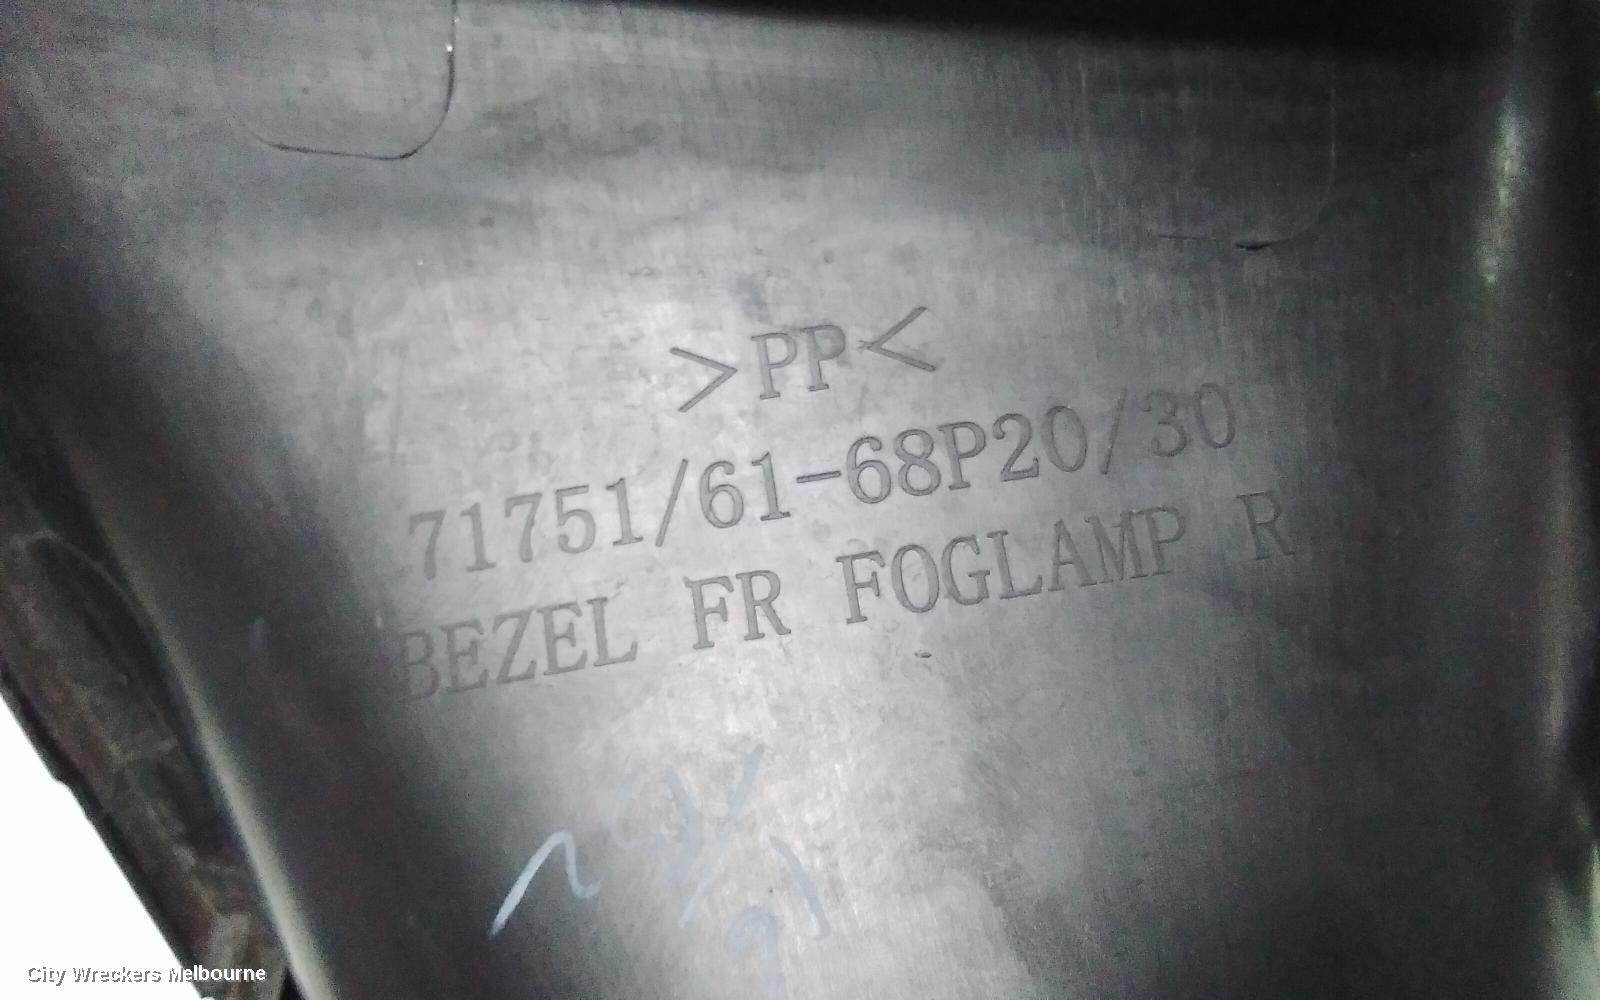 >PP<
71751/61-68P20/30
BEZEL FR FOGLAMP R
City Wreckers Melbourne